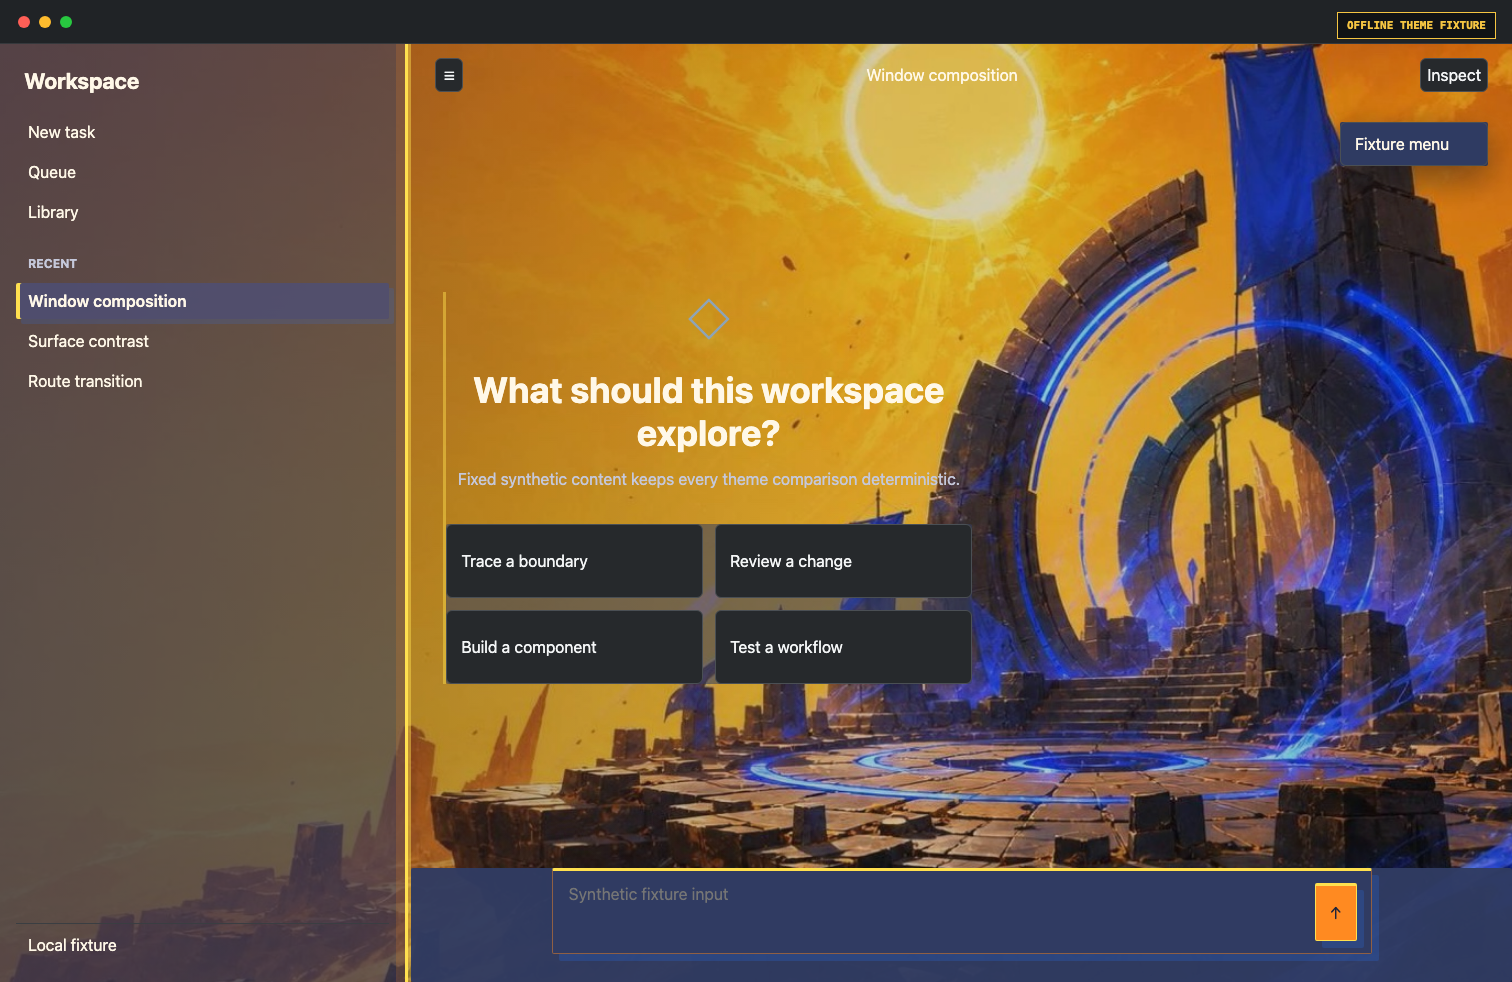 OFFLINE THEME FIXTURE
Workspace
New task
Queue
Library
RECENT
Window composition
Surface contrast
Route transition
Local fixture
Window composition
Inspect
Fixture menu
What should this workspace
explore?
Fixed synthetic content keeps every theme comparison deterministic.
Trace a boundary
Review a change
Build a component
Test a workflow
Synthetic fixture input